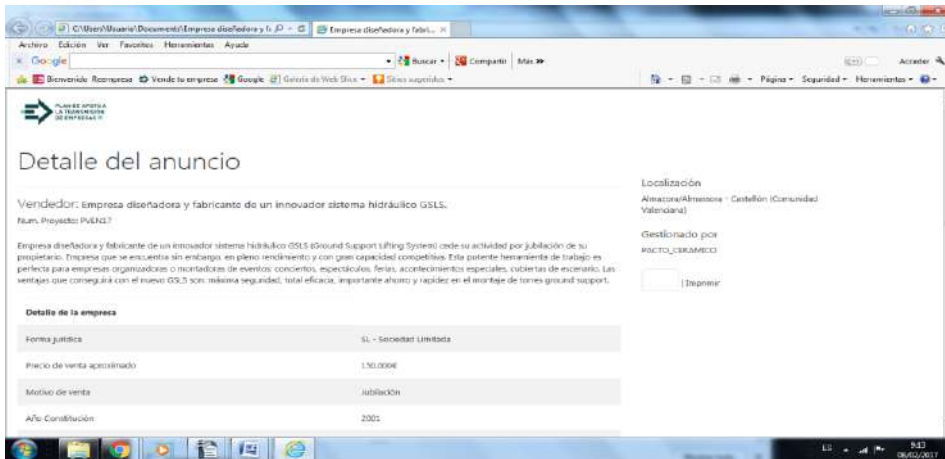 C:\Users\Usuario\Documents\Empresa diseñadora y f
Empresa diseñadora y fabri...
Archivo Edición Ver Favoritos Herramientas Ayuda
Google Buscar Compartir Más »
Acceder
Bienvenido Reempresa Vende tu empresa Google Galería de Web Slice Sitios sugeridos
Página Seguridad Herramientas
PLAN DE APOYO A
LA TRANSMISIÓN
DE EMPRESAS
Detalle del anuncio
Vendedor: Empresa diseñadora y fabricante de un innovador sistema hidráulico GSLS.
Num. Proyecto: PVEN17
Empresa diseñadora y fabricante de un innovador sistema hidráulico GSLS (Ground Support Lifting System) cede su actividad por jubilación de su
propietario. Empresa que se encuentra sin embargo, en pleno rendimiento y con gran capacidad competitiva. Esta potente herramienta de trabajo es
perfecta para empresas organizadoras o montadoras de eventos: conciertos, espectáculos, ferias, acontecimientos especiales, cubiertas de escenario. Las
ventajas que conseguirá con el nuevo GSLS son: máxima seguridad, total eficacia, importante ahorro y rapidez en el montaje de torres ground support.
Localización
Almazora/Almassora - Castellón (Comunidad
Valenciana)
Gestionado por
PACTO_CERAMICO
| Imprimir
Detalle de la empresa
Forma jurídica SL - Sociedad Limitada
Precio de venta aproximado 150.000€
Motivo de venta Jubilación
Año Constitución 2001
ES 9:13
08/02/2017